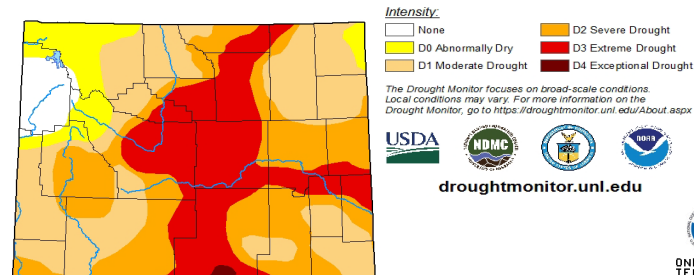 Intensity:
None
D0 Abnormally Dry
D1 Moderate Drought
D2 Severe Drought
D3 Extreme Drought
D4 Exceptional Drought
The Drought Monitor focuses on broad-scale conditions.
Local conditions may vary. For more information on the
Drought Monitor, go to https://droughtmonitor.unl.edu/About.aspx
USDA
NDMC
NOAA
droughtmonitor.unl.edu